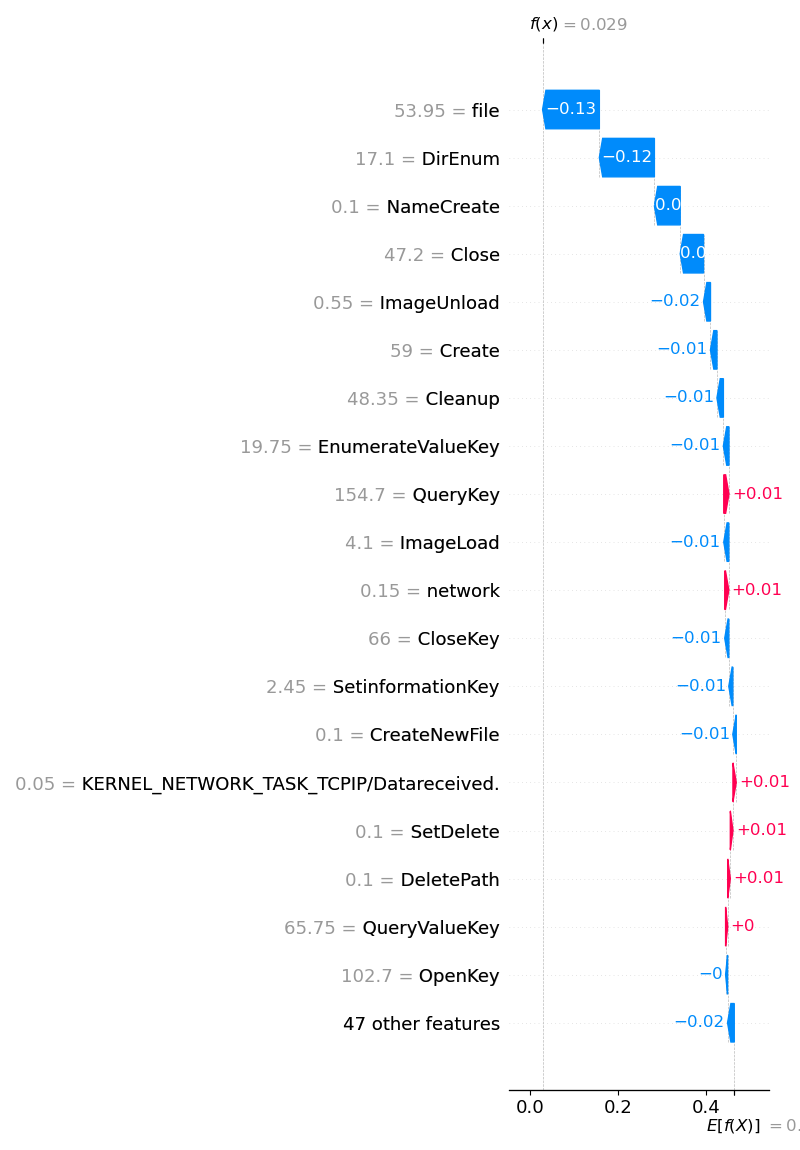 f(x) = 0.029
53.95 = file
−0.13
17.1 = DirEnum
−0.12
0.1 = NameCreate
0.0
47.2 = Close
0.0
0.55 = ImageUnload
−0.02
59 = Create
−0.01
48.35 = Cleanup
−0.01
19.75 = EnumerateValueKey
−0.01
154.7 = QueryKey
+0.01
4.1 = ImageLoad
−0.01
0.15 = network
+0.01
66 = CloseKey
−0.01
2.45 = SetinformationKey
−0.01
0.1 = CreateNewFile
−0.01
0.05 = KERNEL_NETWORK_TASK_TCPIP/Datareceived.
+0.01
0.1 = SetDelete
+0.01
0.1 = DeletePath
+0.01
65.75 = QueryValueKey
+0
102.7 = OpenKey
−0
47 other features
−0.02
0.0 0.2 0.4
E[f(X)] = 0.